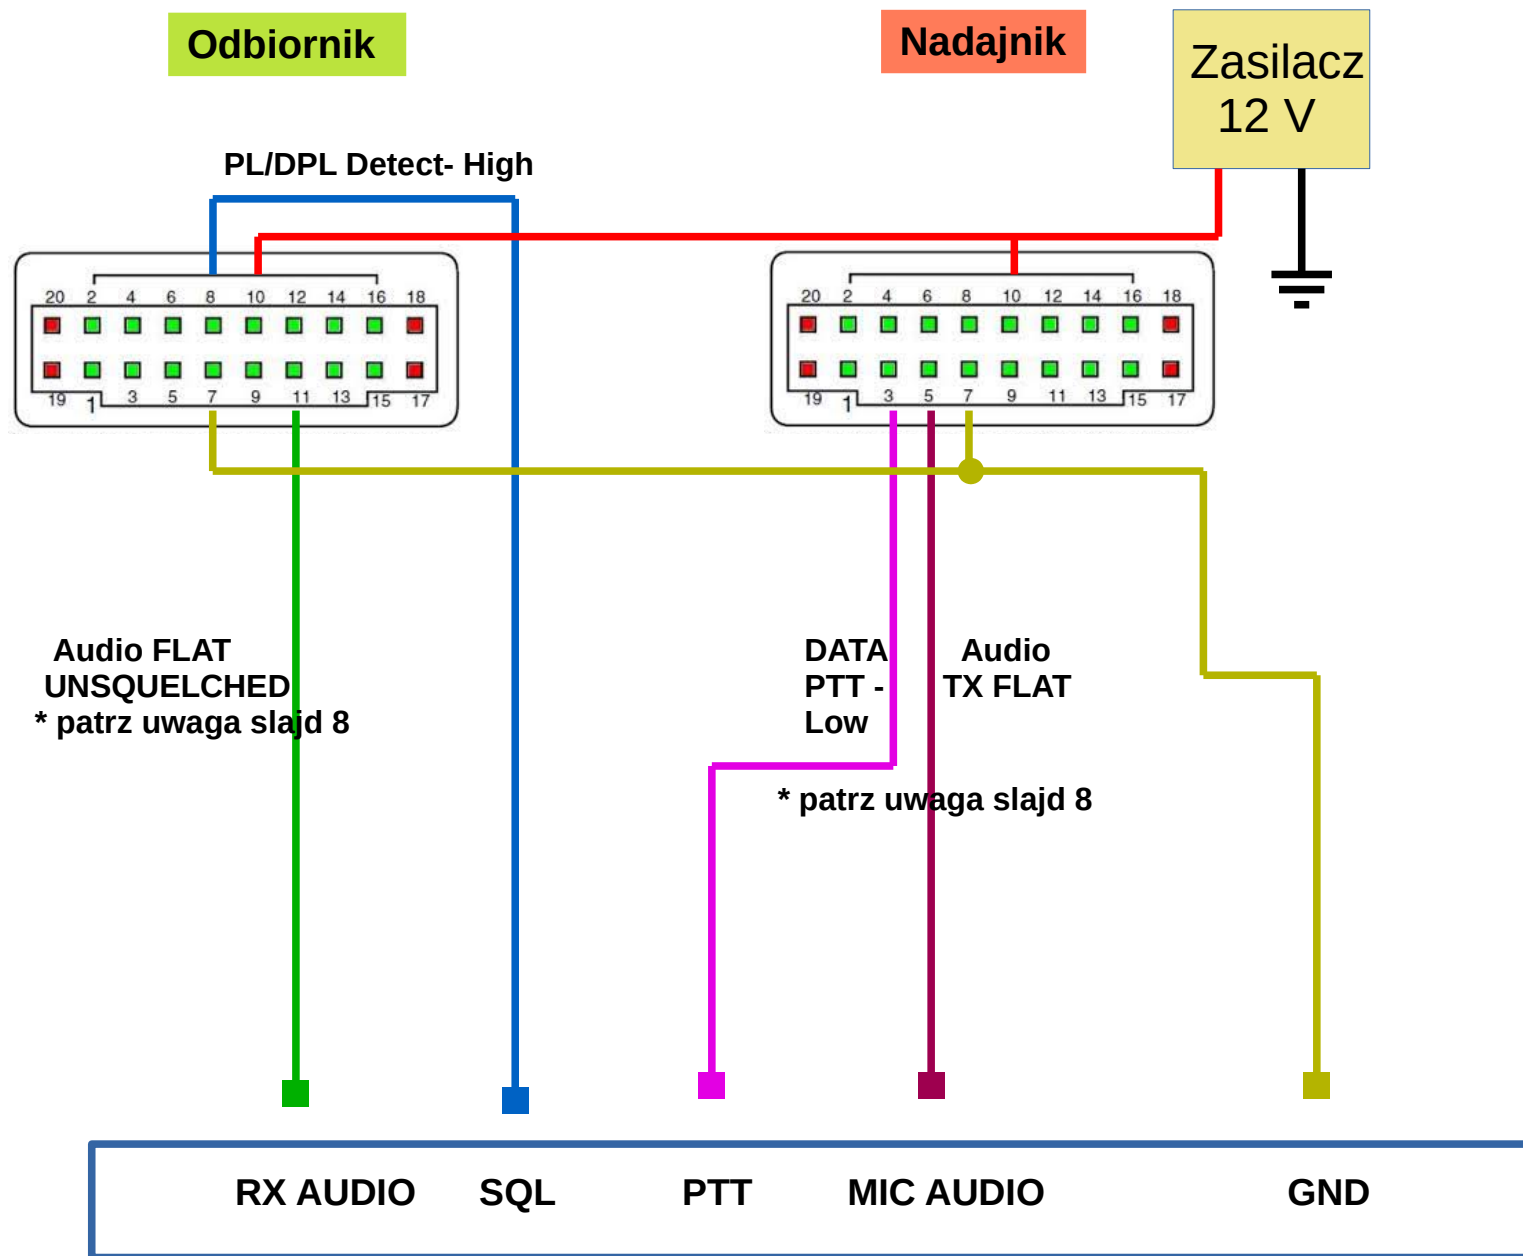 Odbiornik
Nadajnik
Zasilacz
12 V
PL/DPL Detect- High
20 2 4 6 8 10 12 14 16 18
19 1 3 5 7 9 11 13 15 17
20 2 4 6 8 10 12 14 16 18
19 1 3 5 7 9 11 13 15 17
Audio FLAT
UNSQUELCHED
* patrz uwaga slajd 8
DATA
PTT -
Low
Audio
TX FLAT
* patrz uwaga slajd 8
RX AUDIO SQL PTT MIC AUDIO GND